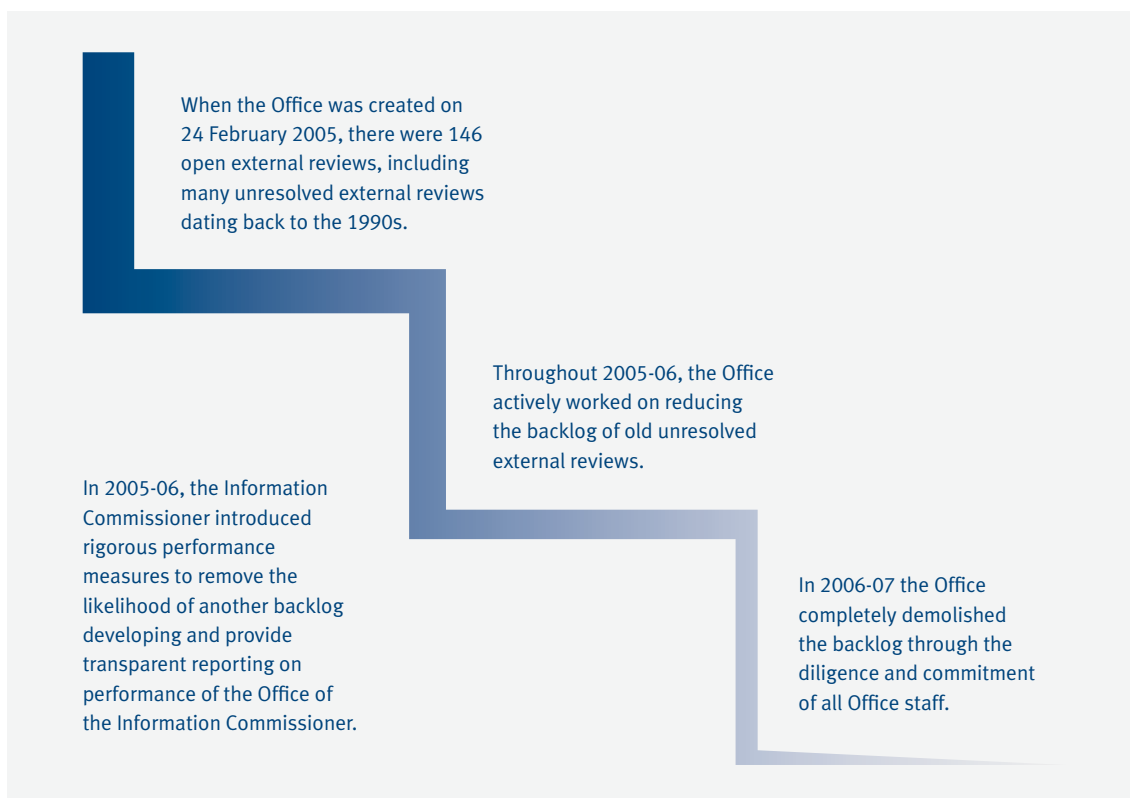 When the Office was created on
24 February 2005, there were 146
open external reviews, including
many unresolved external reviews
dating back to the 1990s.
Throughout 2005-06, the Office
actively worked on reducing
the backlog of old unresolved
external reviews.
In 2005-06, the Information
Commissioner introduced
rigorous performance
measures to remove the
likelihood of another backlog
developing and provide
transparent reporting on
performance of the Office of
the Information Commissioner.
In 2006-07 the Office
completely demolished
the backlog through the
diligence and commitment
of all Office staff.